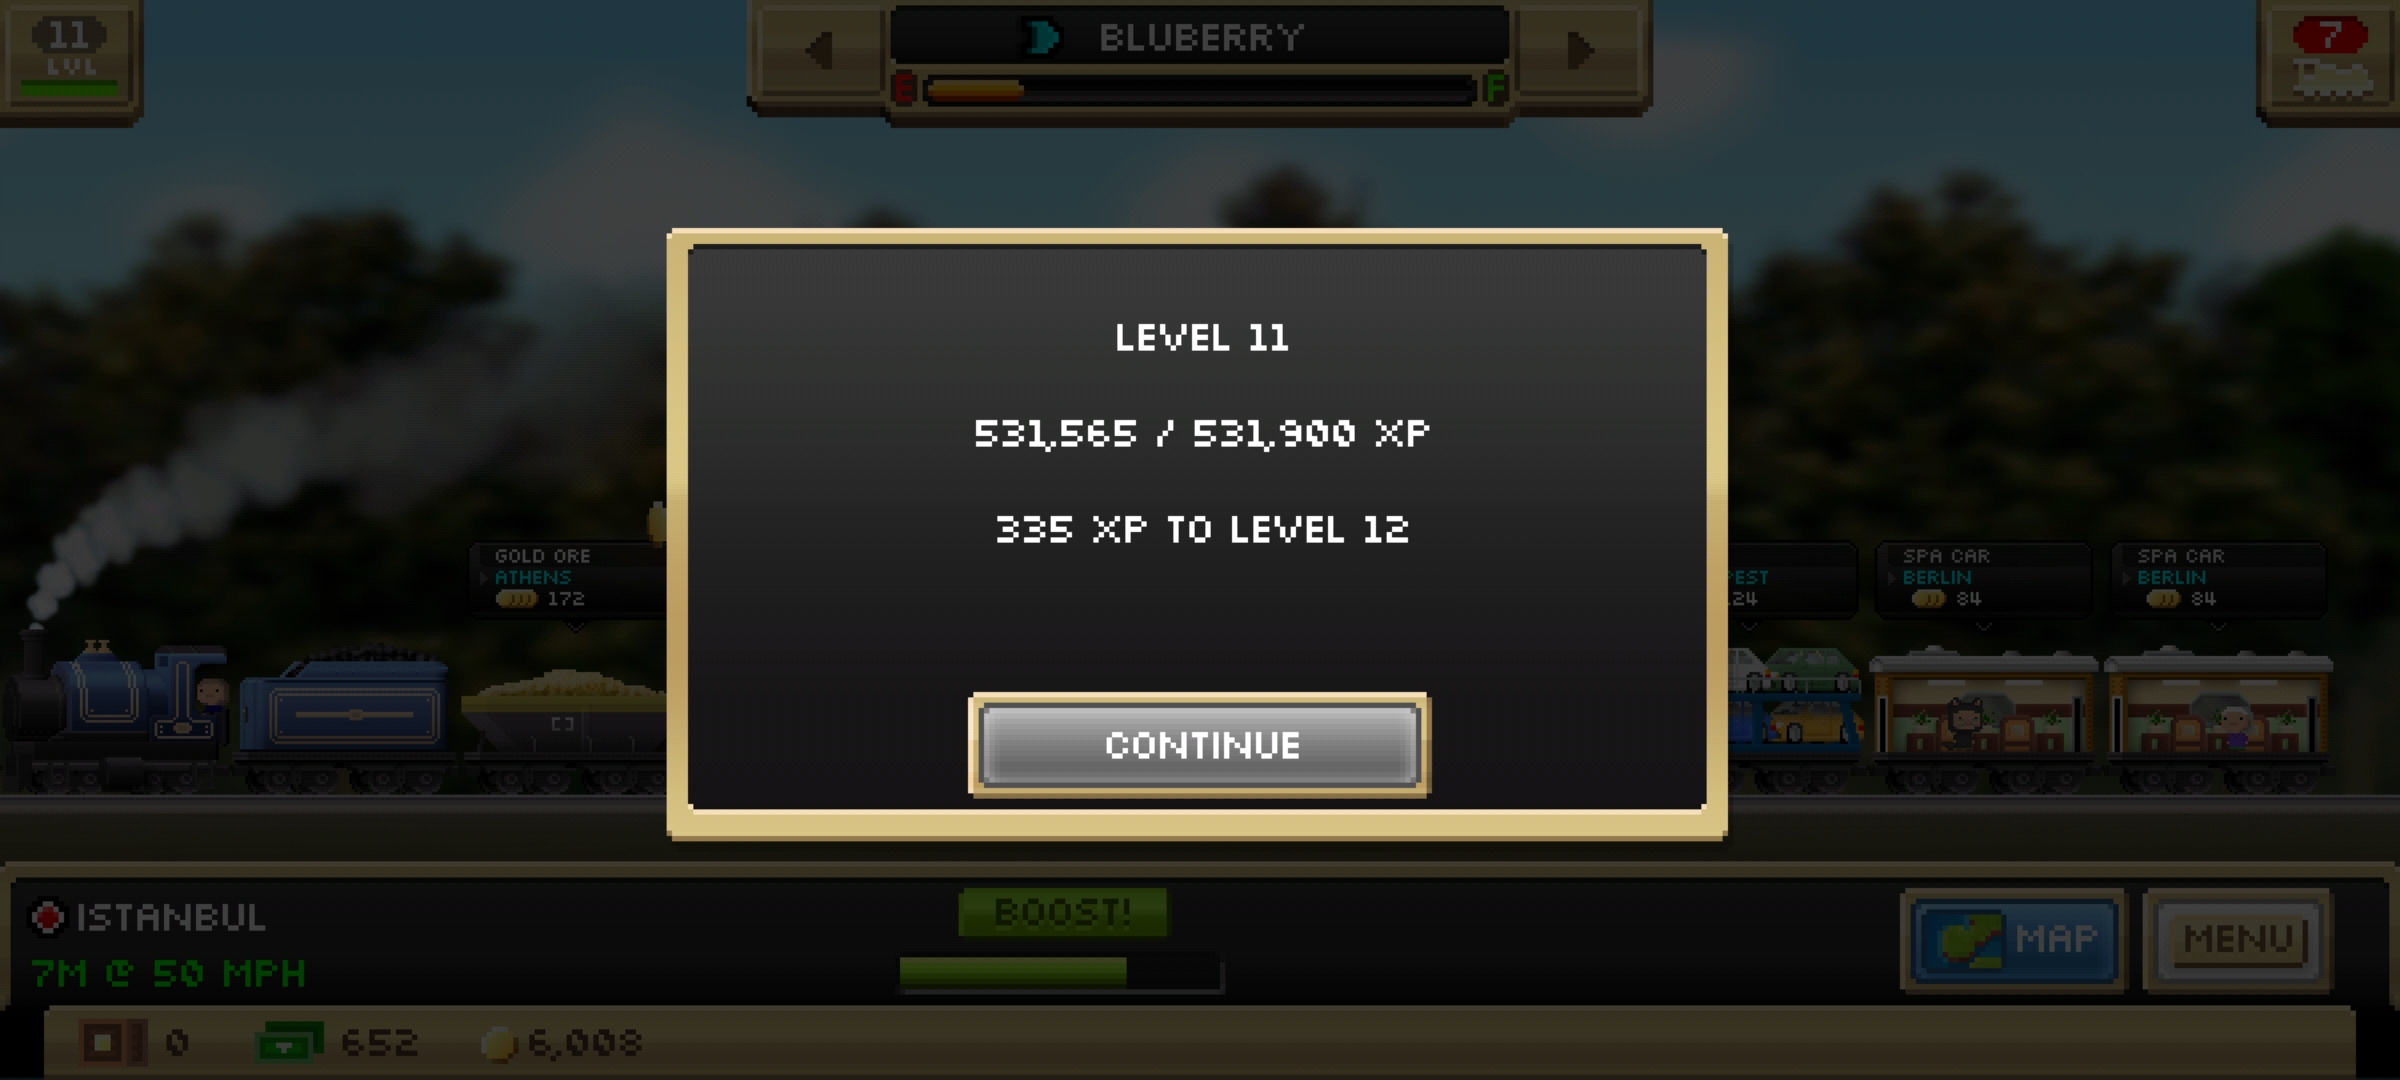 11
LVL
BLUBERRY
E F
7
LEVEL 11
531,565 / 531,900 XP
335 XP TO LEVEL 12
CONTINUE
GOLD ORE
ATHENS
172
SPA CAR
BERLIN
84
SPA CAR
BERLIN
84
ISTANBUL
7M @ 50 MPH
BOOST!
MAP
MENU
0
652
6,008